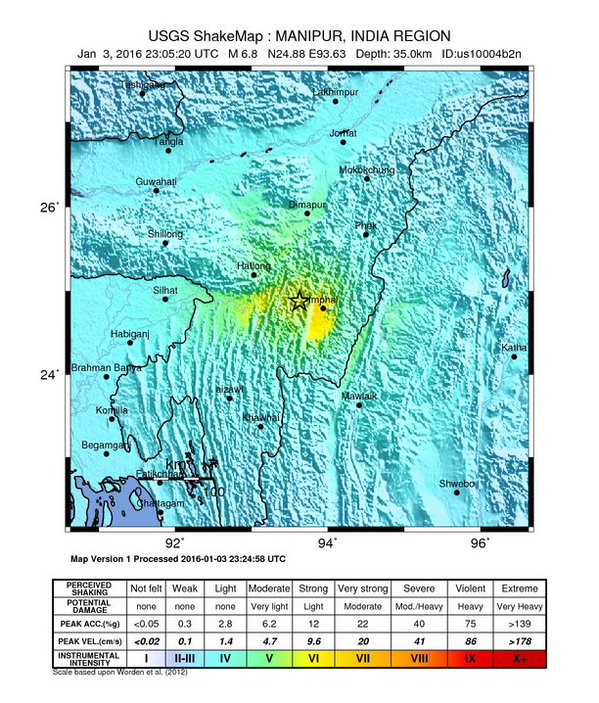 USGS ShakeMap : MANIPUR, INDIA REGION
Jan 3, 2016 23:05:20 UTC M 6.8 N24.88 E93.63 Depth: 35.0km ID:us10004b2n
Tashigang
Lakhimpur
Jorhat
Tangla
Mokokchung
Guwahati
26°
Dimapur
Phek
Shillong
Haflong
Silhat
Imphal
Habiganj
Katha
24°
Brahman Bariya
Aizawl
Mawlaik
Komilla
Khawhai
Begamganj
km
Fatikchhari
100
Shwebo
Chattagam
92° 94° 96°
Map Version 1 Processed 2016-01-03 23:24:58 UTC
PERCEIVED SHAKING Not felt Weak Light Moderate Strong Very strong Severe Violent Extreme
POTENTIAL DAMAGE none none none Very light Light Moderate Mod./Heavy Heavy Very Heavy
PEAK ACC.(%g) <0.05 0.3 2.8 6.2 12 22 40 75 >139
PEAK VEL.(cm/s) <0.02 0.1 1.4 4.7 9.6 20 41 86 >178
INSTRUMENTAL INTENSITY I II-III IV V VI VII VIII IX X+
Scale based upon Worden et al. (2012)